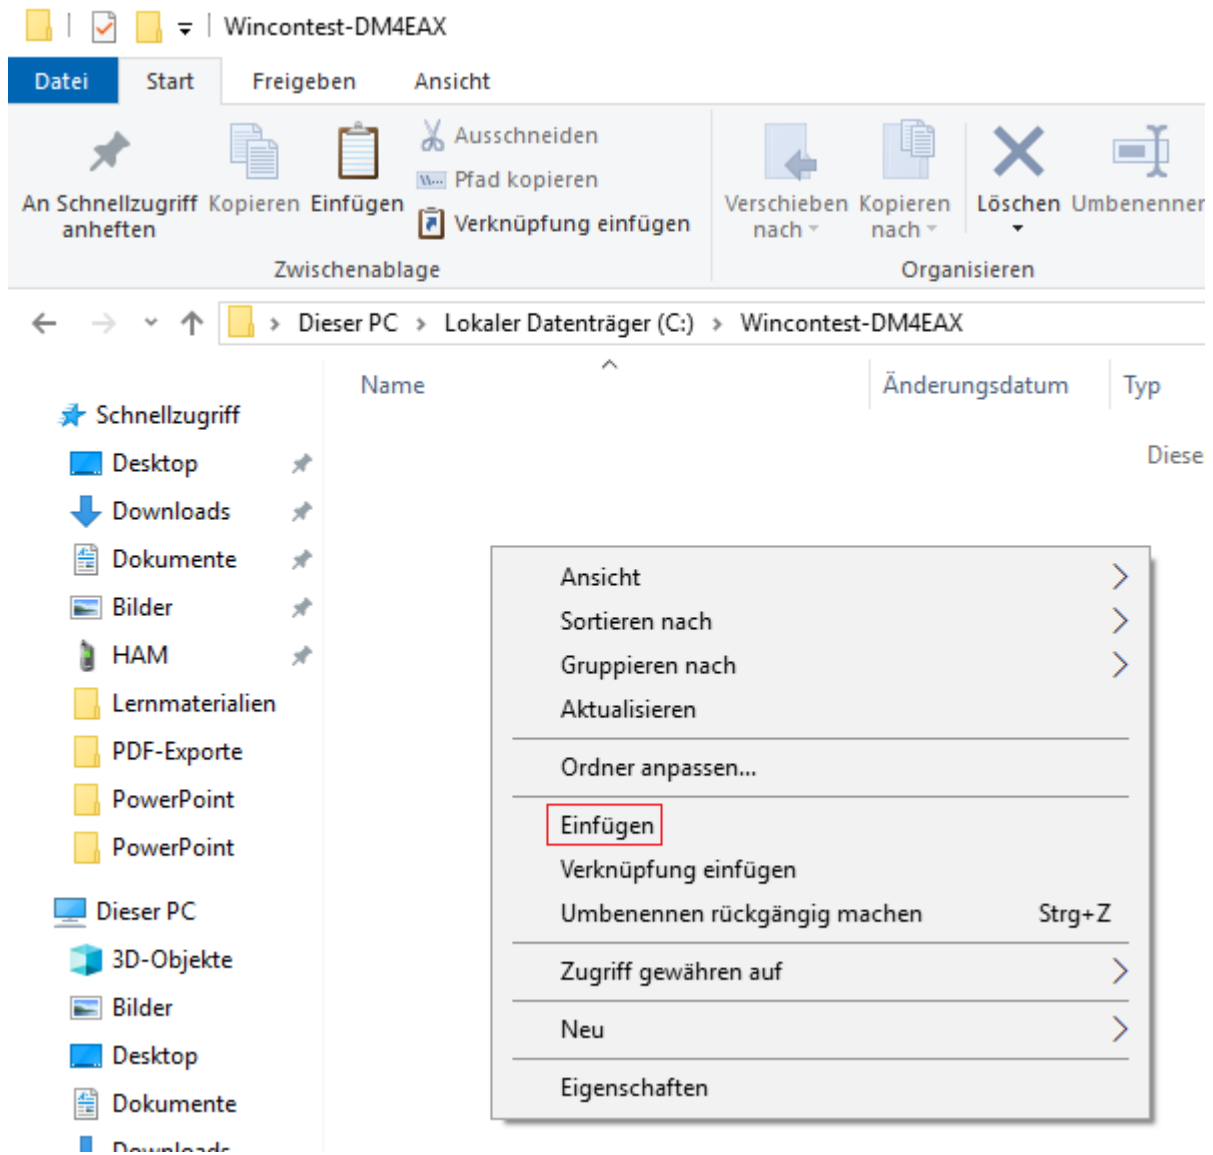 Wincontest-DM4EAX
Datei Start Freigeben Ansicht
Ausschneiden
Pfad kopieren
An Schnellzugriff anheften
Kopieren
Einfügen
Verknüpfung einfügen
Verschieben nach
Kopieren nach
Löschen
Umbenennen
Zwischenablage
Organisieren
Dieser PC > Lokaler Datenträger (C:) > Wincontest-DM4EAX
Name Änderungsdatum Typ
Diese
Schnellzugriff
Desktop
Downloads
Dokumente
Bilder
HAM
Lernmaterialien
PDF-Exporte
PowerPoint
PowerPoint
Dieser PC
3D-Objekte
Bilder
Desktop
Dokumente
Downloads
Ansicht
Sortieren nach
Gruppieren nach
Aktualisieren
Ordner anpassen...
Einfügen
Verknüpfung einfügen
Umbenennen rückgängig machen Strg+Z
Zugriff gewähren auf
Neu
Eigenschaften